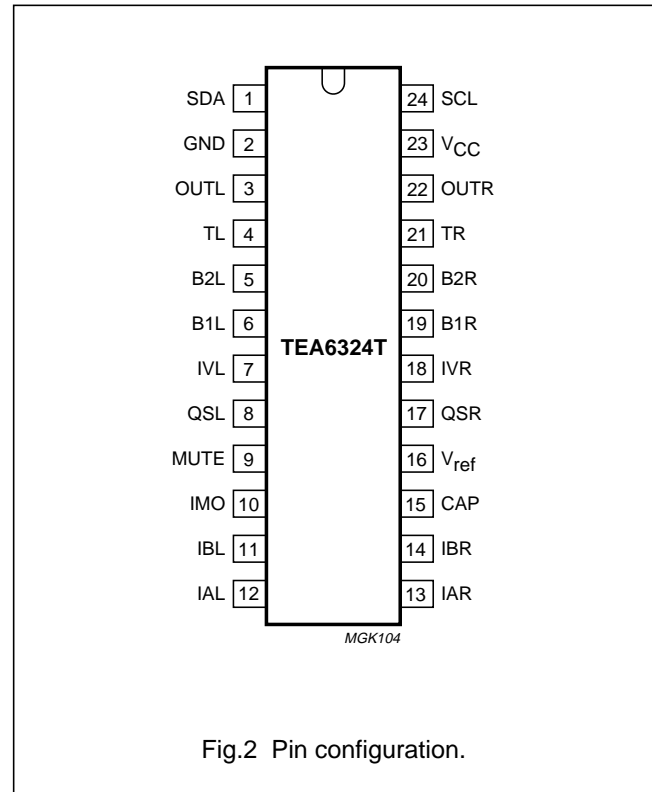 SDA 1 24 SCL
GND 2 23 VCC
OUTL 3 22 OUTR
TL 4 21 TR
B2L 5 20 B2R
B1L 6 19 B1R
TEA6324T
IVL 7 18 IVR
QSL 8 17 QSR
MUTE 9 16 Vref
IMO 10 15 CAP
IBL 11 14 IBR
IAL 12 13 IAR
MGK104
Fig.2 Pin configuration.